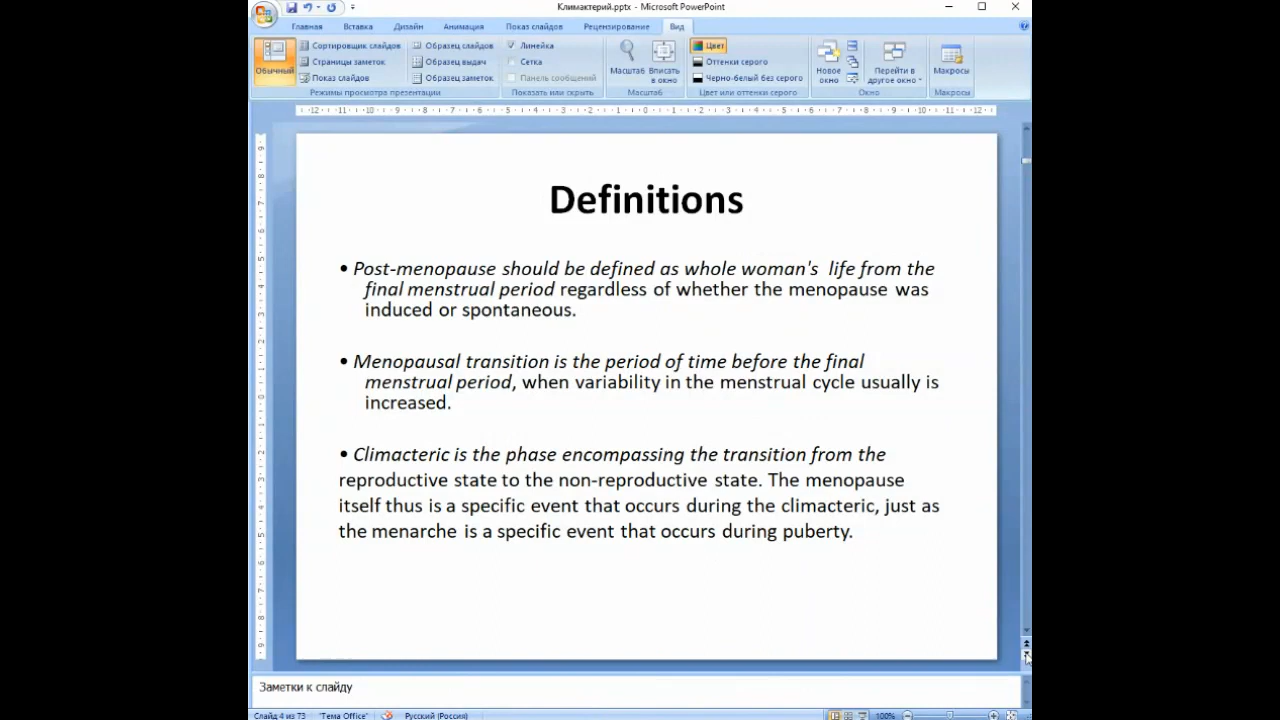 Климактерий.pptx - Microsoft PowerPoint
Главная Вставка Дизайн Анимация Показ слайдов Рецензирование Вид
Обычный
Сортировщик слайдов
Страницы заметок
Показ слайдов
Образец слайдов
Образец выдач
Образец заметок
Режимы просмотра презентации
Линейка
Сетка
Панель сообщений
Показать или скрыть
Масштаб
Вписать в окно
Масштаб
Цвет
Оттенки серого
Черно-белый без серого
Цвет или оттенки серого
Новое окно
Перейти в другое окно
Окно
Макросы
Макросы
Definitions
• Post-menopause should be defined as whole woman's life from the
final menstrual period regardless of whether the menopause was
induced or spontaneous.
• Menopausal transition is the period of time before the final
menstrual period, when variability in the menstrual cycle usually is
increased.
• Climacteric is the phase encompassing the transition from the
reproductive state to the non-reproductive state. The menopause
itself thus is a specific event that occurs during the climacteric, just as
the menarche is a specific event that occurs during puberty.
Заметки к слайду
Слайд 4 из 73 "Тема Office" Русский (Россия) 100%